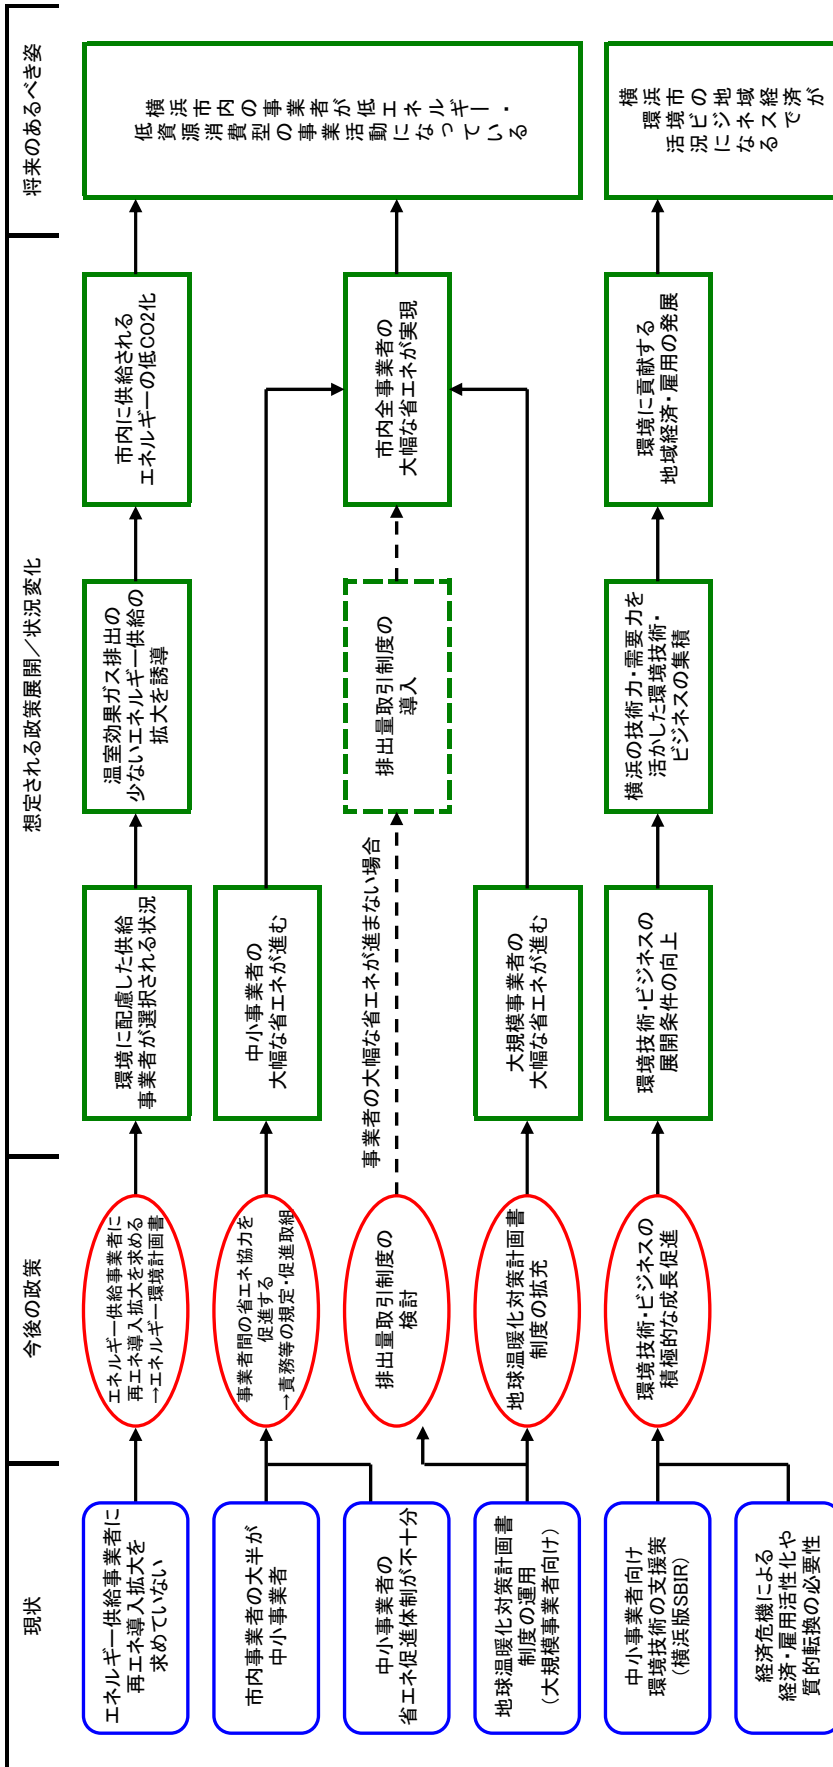 現状
今後の政策
想定される政策展開／状況変化
将来のあるべき姿
エネルギー供給事業者に
再エネ導入拡大を
求めていない
エネルギー供給事業者に
再エネ導入拡大を求める
→エネルギー環境計画書
環境に配慮した供給
事業者が選択される状況
温室効果ガス排出の
少ないエネルギー供給の
拡大を誘導
市内に供給される
エネルギーの低CO2化
横浜市内の事業者が低エネルギー・
低資源消費型の事業活動になっている
市内事業者の大半が
中小事業者
事業者間の省エネ協力を
促進する
→責務等の規定・促進取組
中小事業者の
大幅な省エネが進む
中小事業者の
省エネ促進体制が不十分
排出量取引制度の
検討
事業者の大幅な省エネが進まない場合
排出量取引制度の
導入
市内全事業者の
大幅な省エネが実現
地球温暖化対策計画書
制度の運用
(大規模事業者向け)
地球温暖化対策計画書
制度の拡充
大規模事業者の
大幅な省エネが進む
中小事業者向け
環境技術の支援策
(横浜版SBIR)
環境技術・ビジネスの
積極的な成長促進
環境技術・ビジネスの
展開条件の向上
横浜の技術力・需要力を
活かした環境技術・
ビジネスの集積
環境に貢献する
地域経済・雇用の発展
横浜市の地域経済が
環境ビジネスで
活況になる
経済危機による
経済・雇用活性化や
質的転換の必要性